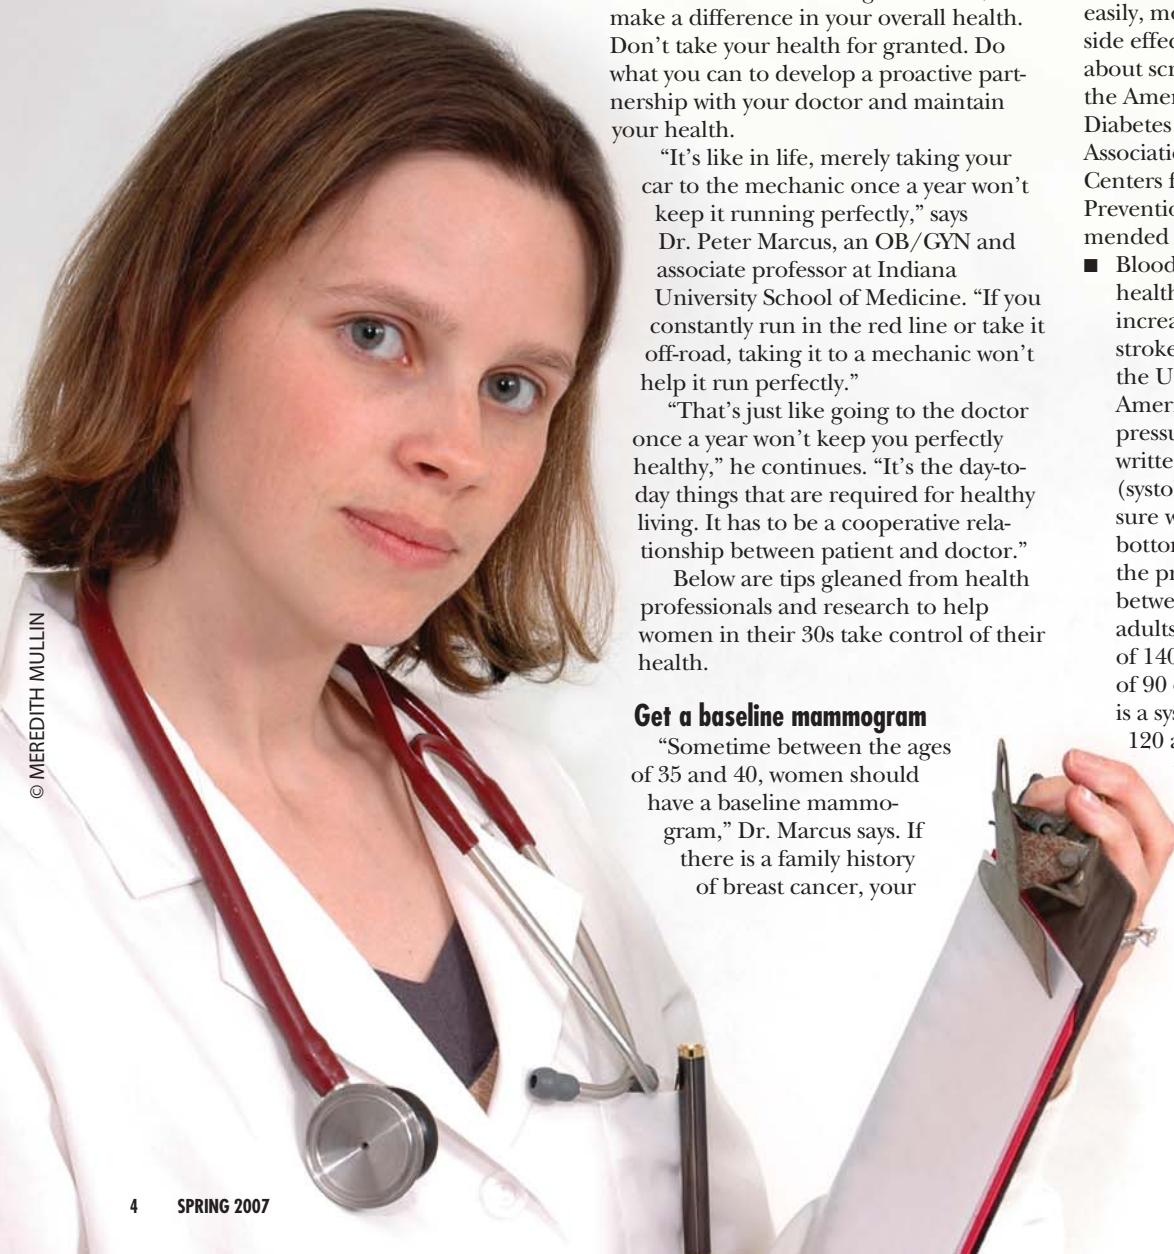 make a difference in your overall health.
Don’t take your health for granted. Do
what you can to develop a proactive part-
nership with your doctor and maintain
your health.
“It’s like in life, merely taking your
car to the mechanic once a year won’t
keep it running perfectly,” says
Dr. Peter Marcus, an OB/GYN and
associate professor at Indiana
University School of Medicine. “If you
constantly run in the red line or take it
off-road, taking it to a mechanic won’t
help it run perfectly.”
“That’s just like going to the doctor
once a year won’t keep you perfectly
healthy,” he continues. “It’s the day-to-
day things that are required for healthy
living. It has to be a cooperative rela-
tionship between patient and doctor.”
Below are tips gleaned from health
professionals and research to help
women in their 30s take control of their
health.
Get a baseline mammogram
“Sometime between the ages
of 35 and 40, women should
have a baseline mammo-
gram,” Dr. Marcus says. If
there is a family history
of breast cancer, your
easily, m
side effec
about scr
the Amer
Diabetes
Associati
Centers f
Preventi
mended
■ Blood
health
increa
stroke
the U
Ameri
pressu
writte
(systo
sure w
botto
the pr
betwe
adults
of 140
of 90
is a sy
120 a
© MEREDITH MULLIN
4 SPRING 2007